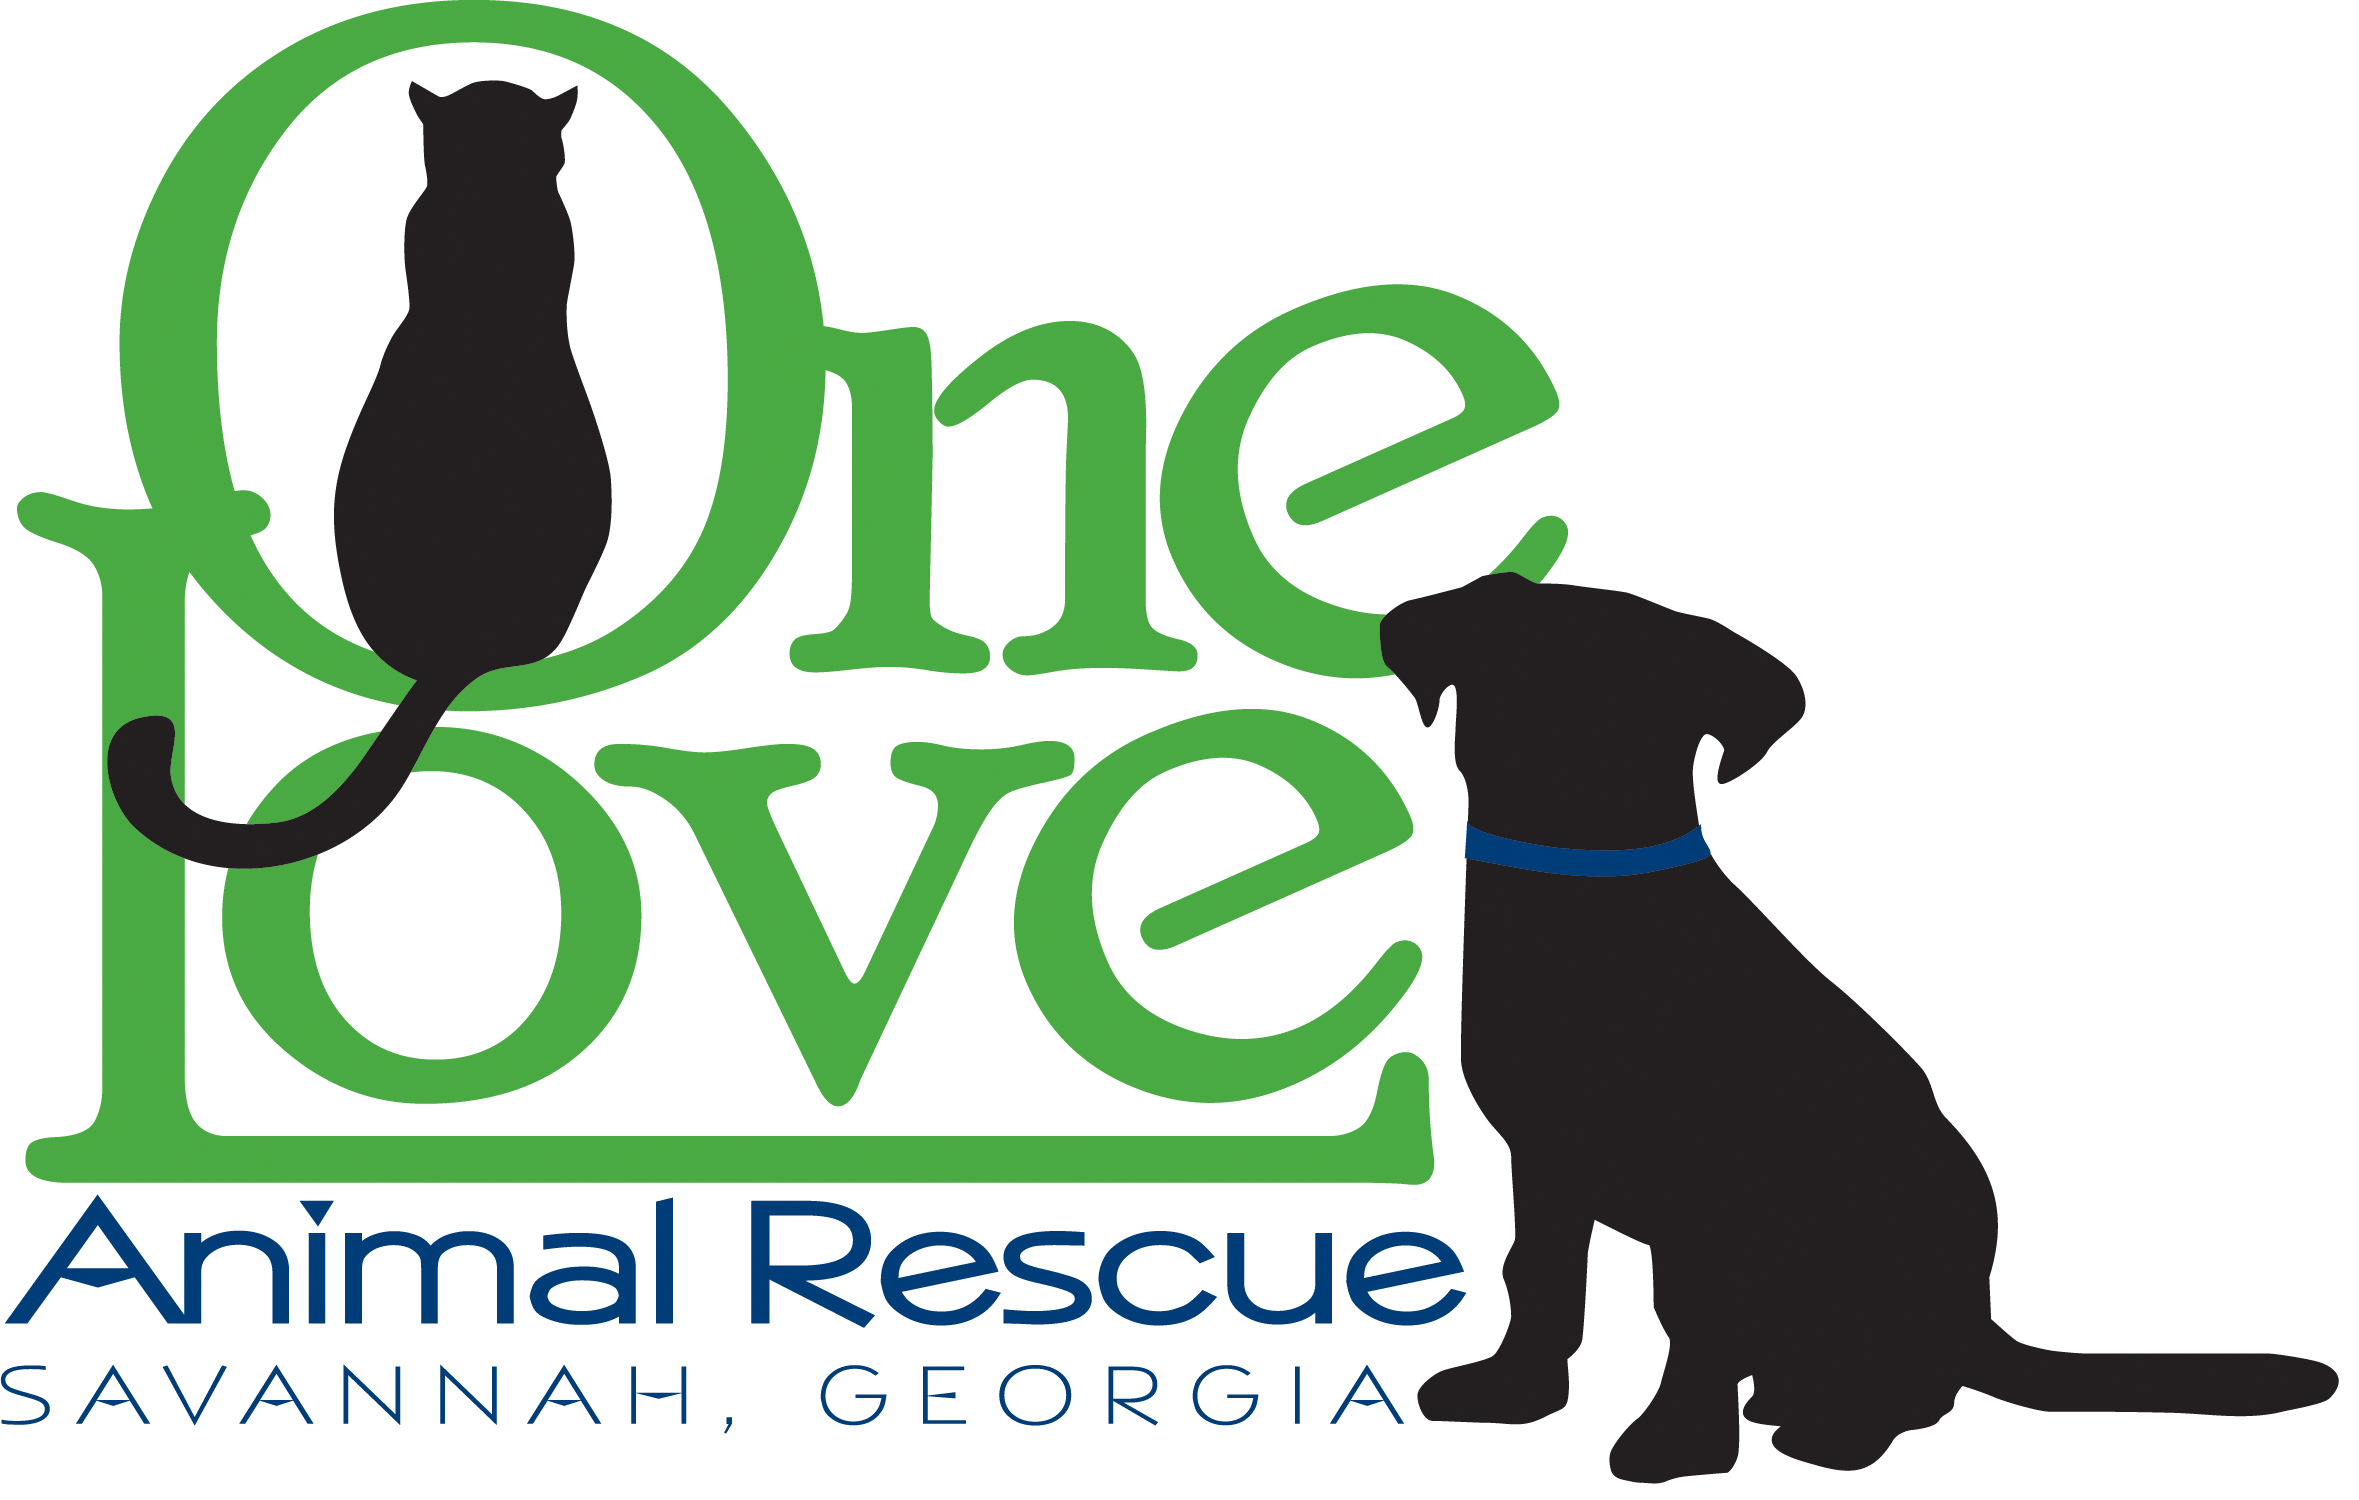 One
Love
Animal Rescue
SAVANNAH, GEORGIA